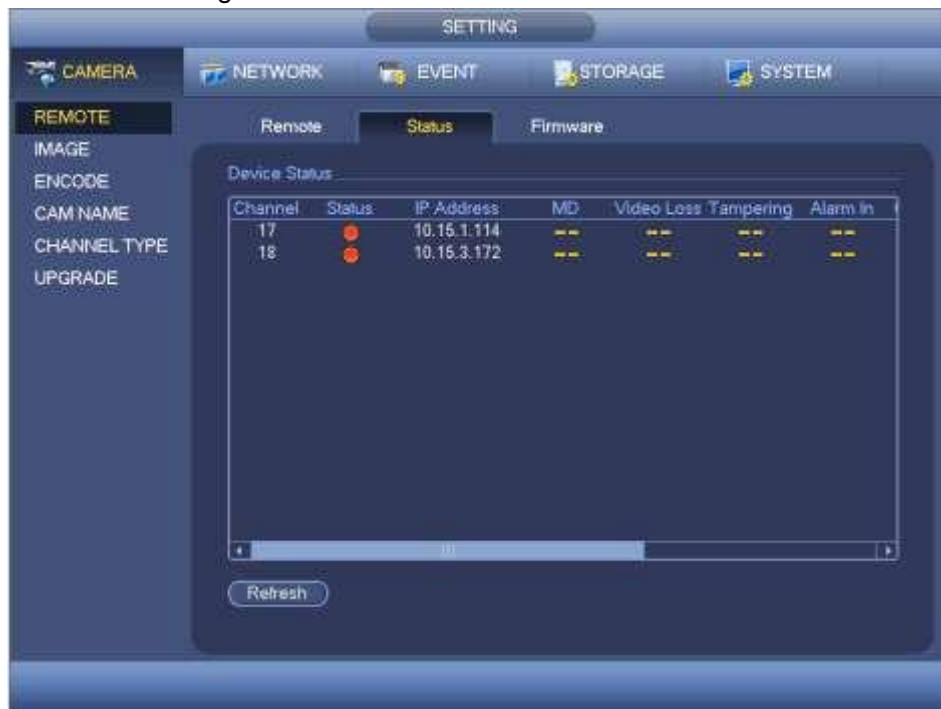 SETTING
CAMERA NETWORK EVENT STORAGE SYSTEM
REMOTE
IMAGE
ENCODE
CAM NAME
CHANNEL TYPE
UPGRADE
Remote Status Firmware
Device Status
Channel Status IP Address MD Video Loss Tampering Alarm In
17 10.15.1.114 -- -- -- --
18 10.15.3.172 -- -- -- --
Refresh